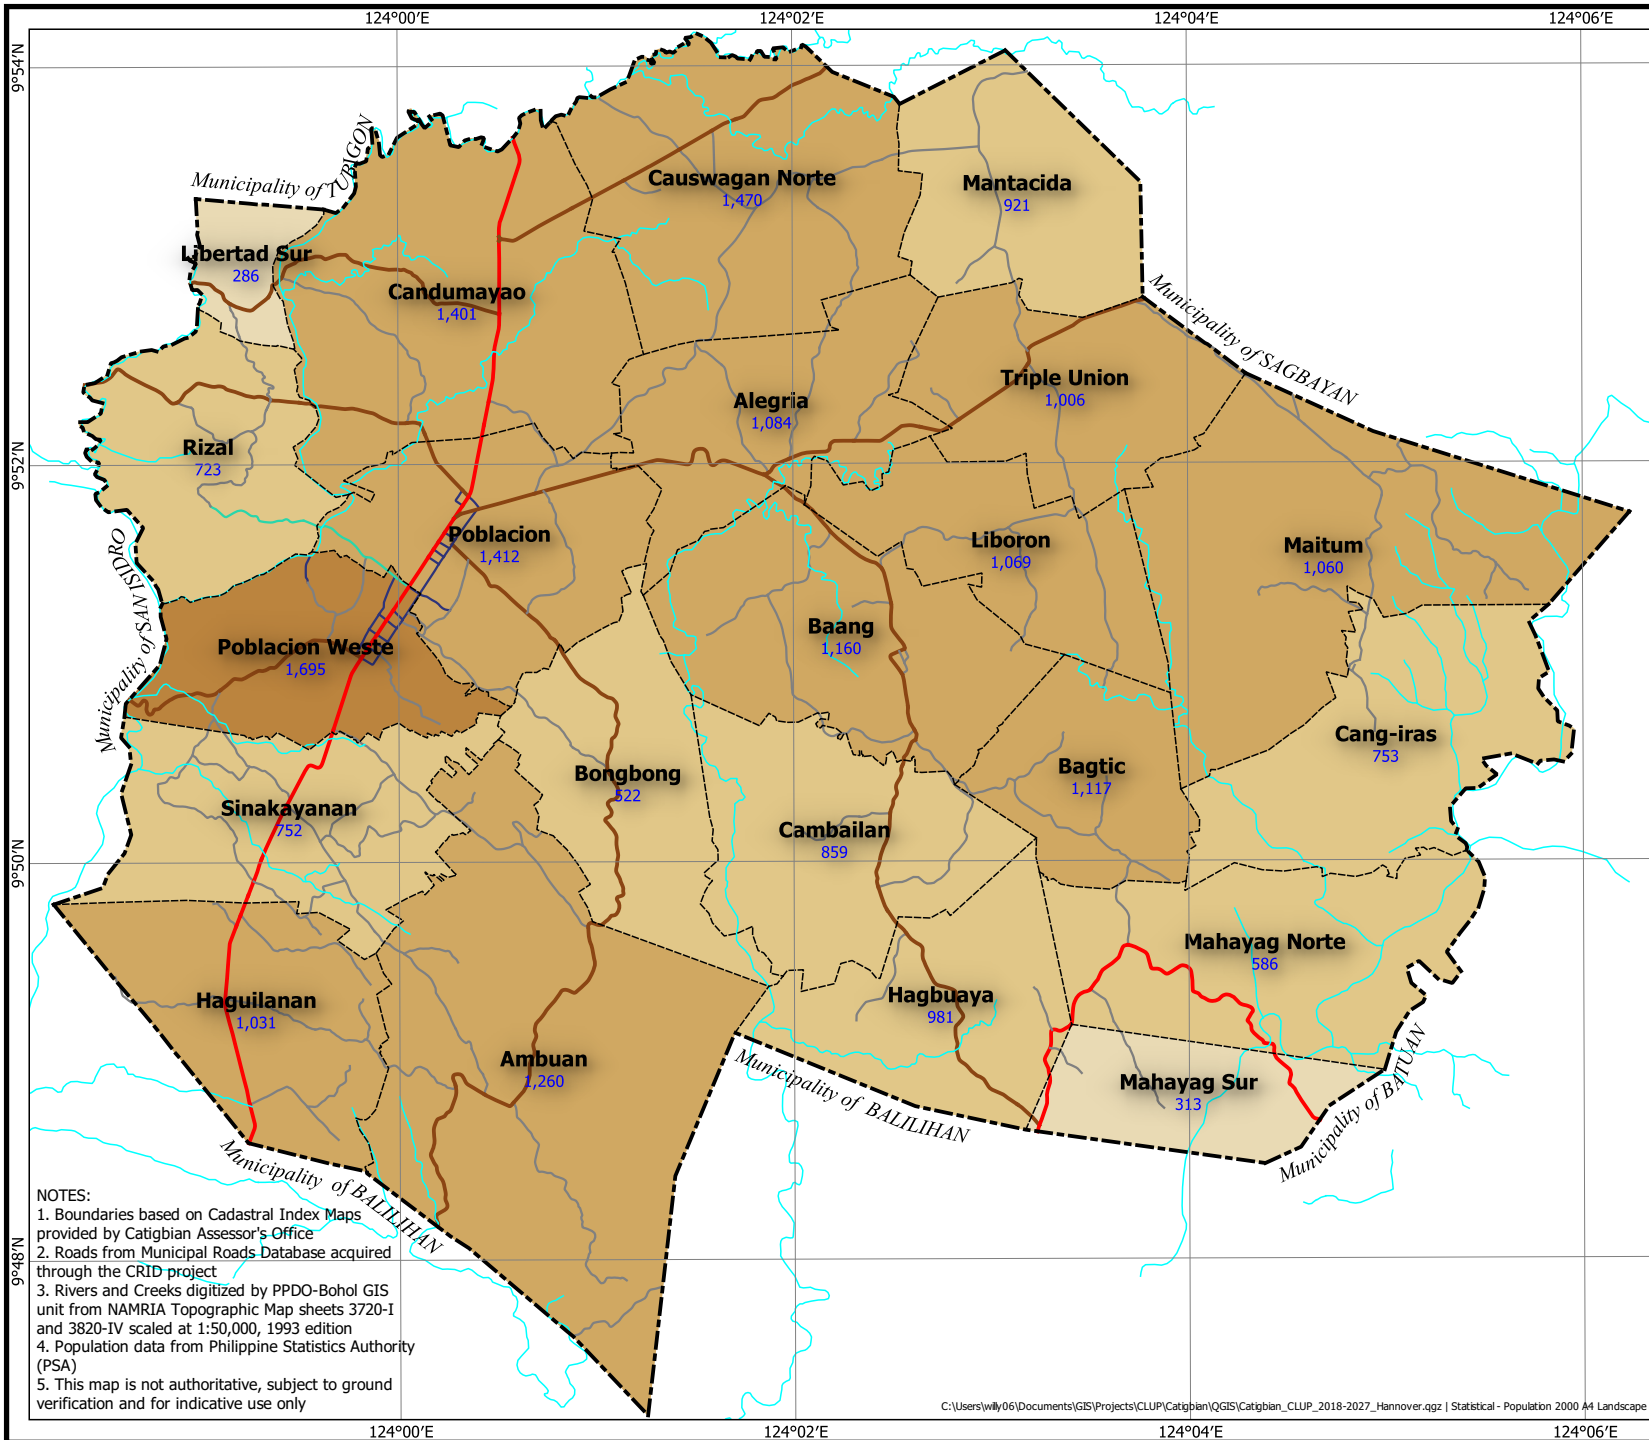 124°00′E
124°02′E
124°04′E
124°06′E
9°54′N
Municipality of TUBIGON
Causwagan Norte
1,470
Mantacida
921
Libertad Sur
286
Candumayao
1,401
Municipality of SAGBAYAN
Triple Union
1,006
Alegria
1,084
Rizal
723
9°52′N
Poblacion
1,412
Liboron
1,069
Maitum
1,060
Municipality of SAN ISIDRO
Baang
1,160
Poblacion Weste
1,695
Cang-iras
753
Bagtic
1,117
Bongbong
522
Sinakayanan
752
Cambailan
859
9°50′N
Mahayag Norte
586
Haguilanan
1,031
Hagbuaya
981
Ambuan
1,260
Mahayag Sur
313
Municipality of BALILIHAN
Municipality of BATUAN
Municipality of BALILIHAN
9°48′N
NOTES:
1. Boundaries based on Cadastral Index Maps
provided by Catigbian Assessor's Office
2. Roads from Municipal Roads Database acquired
through the CRID project
3. Rivers and Creeks digitized by PPDO-Bohol GIS
unit from NAMRIA Topographic Map sheets 3720-I
and 3820-IV scaled at 1:50,000, 1993 edition
4. Population data from Philippine Statistics Authority
(PSA)
5. This map is not authoritative, subject to ground
verification and for indicative use only
C:\Users\willy06\Documents\GIS\Projects\CLUP\Catigbian\QGIS\Catigbian_CLUP_2018-2027_Hannover.qgz | Statistical - Population 2000 A4 Landscape
124°00′E
124°02′E
124°04′E
124°06′E